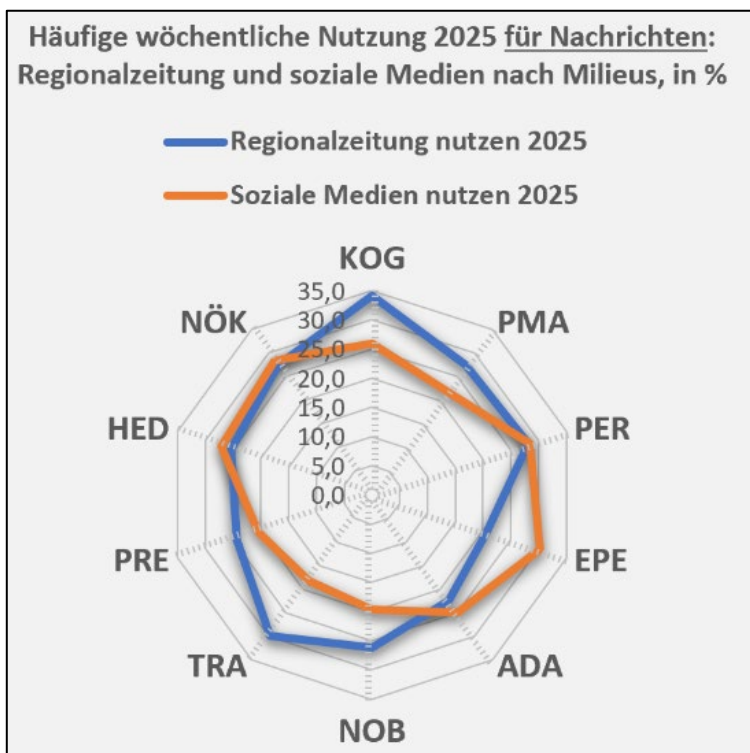 Häufige wöchentliche Nutzung 2025 für Nachrichten:
Regionalzeitung und soziale Medien nach Milieus, in %
Regionalzeitung nutzen 2025
Soziale Medien nutzen 2025
KOG
35,0
30,0
25,0
20,0
15,0
10,0
5,0
0,0
PMA
PER
EPE
ADA
NOB
TRA
PRE
HED
NÖK